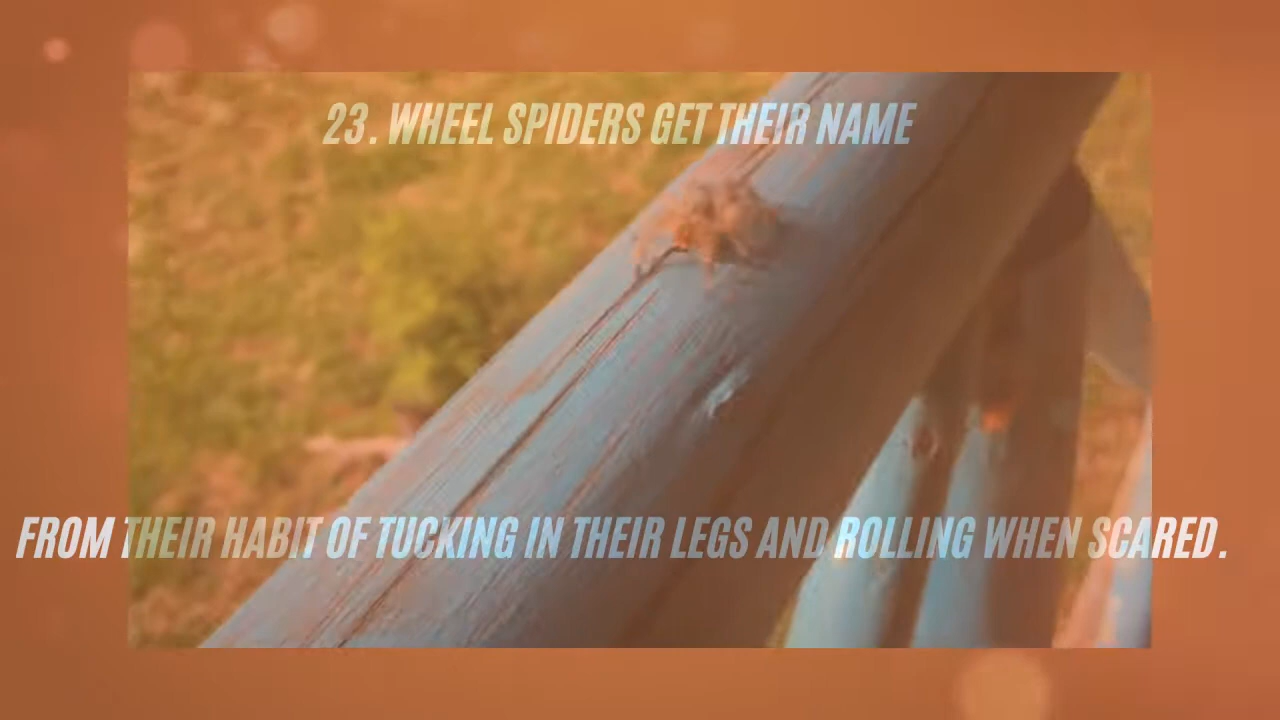 23. WHEEL SPIDERS GET THEIR NAME
FROM THEIR HABIT OF TUCKING IN THEIR LEGS AND ROLLING WHEN SCARED.